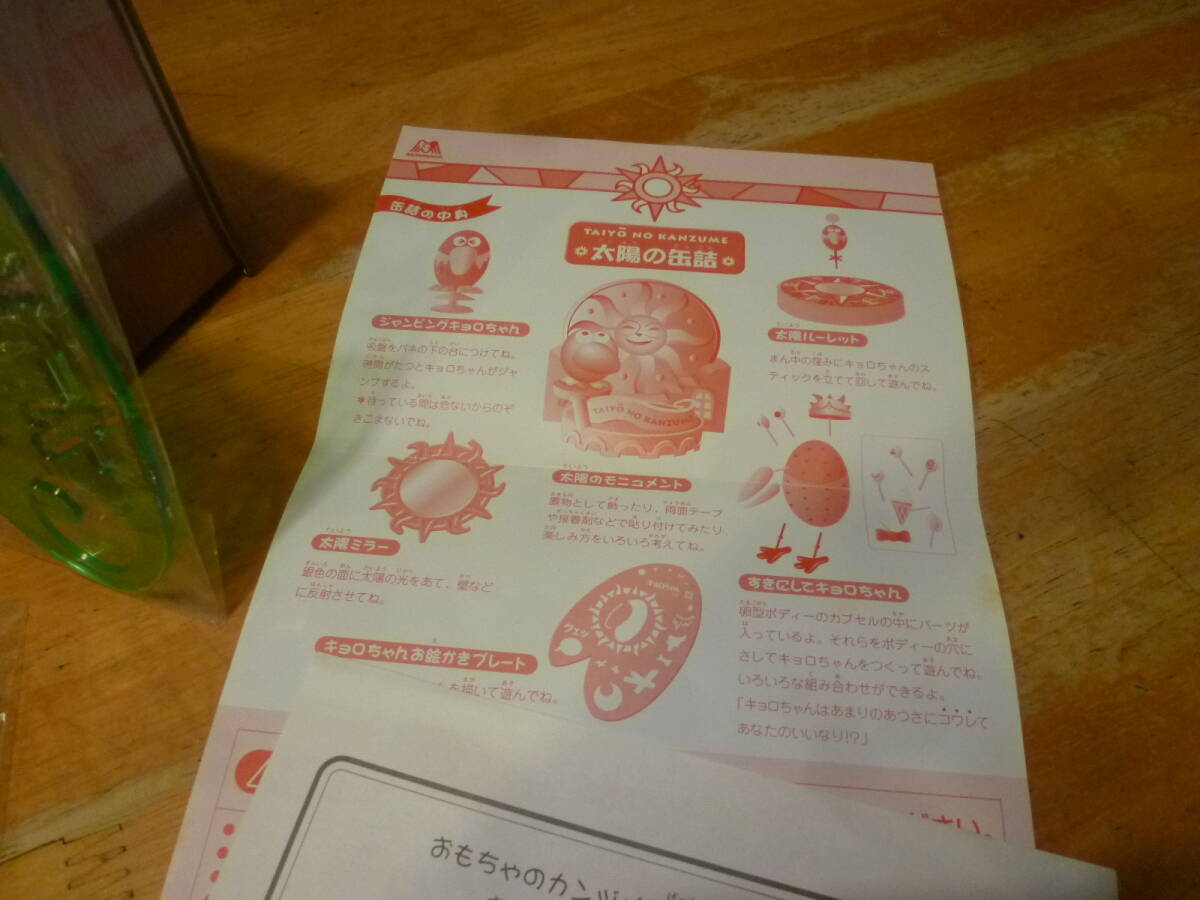 缶詰の中身
TAIYŌ NO KANZUME
太陽の缶詰
ジャンピングキョロちゃん
吸盤をバネの下の台につけてね。
時間がたつとキョロちゃんがジャ
ンプするよ。
*待っている間は危ないからのぞ
きこまないでね。
太陽ルーレット
まん中の窪みにキョロちゃんのス
ティックを立てて回して遊んでね。
TAIYŌ NO KANZUME
太陽のモニュメント
置物として飾ったり、両面テープ
や接着剤などで貼り付けてみたり、
楽しみ方をいろいろ考えてね。
太陽ミラー
銀色の面に太陽の光をあて、壁など
に反射させてね。
すきにしてキョロちゃん
卵型ボディーのカプセルの中にパーツが
入っているよ。それらをボディーの穴に
さしてキョロちゃんをつくって遊んでね。
いろいろな組み合わせができるよ。
「キョロちゃんはあまりのあつさにコワレて
あなたのいいなり!?」
キョロちゃんお絵かきプレート
を描いて遊んでね。
クエッ
ださい。
おもちゃのカンヅ